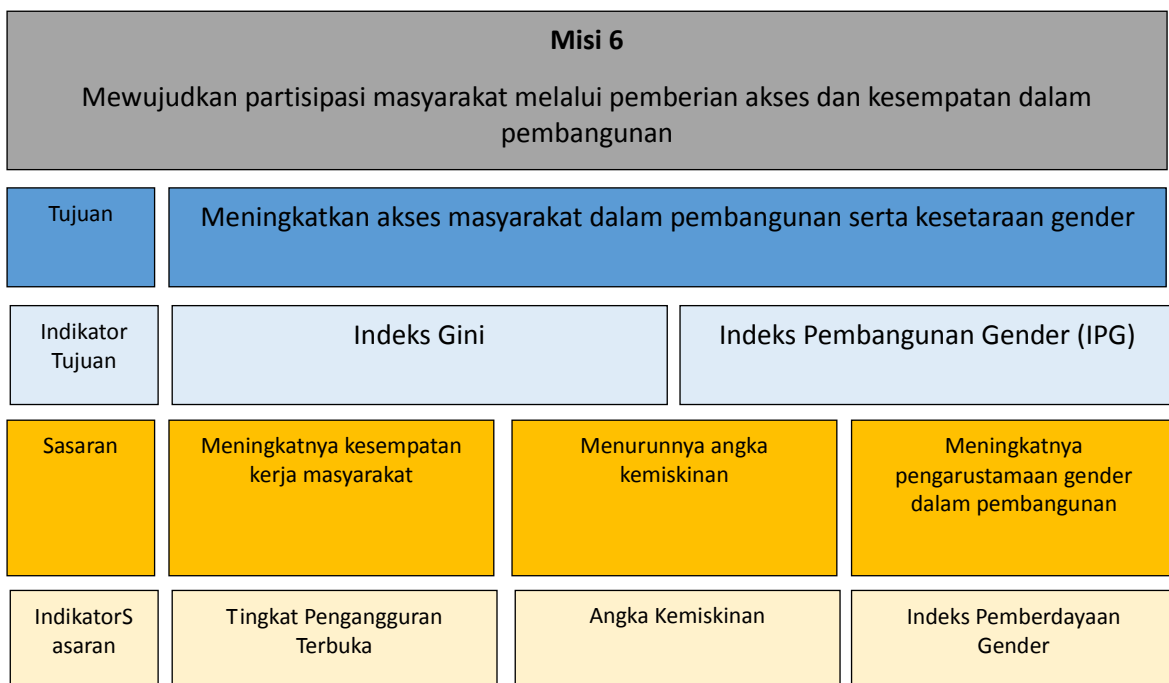 Misi 6
Mewujudkan partisipasi masyarakat melalui pemberian akses dan kesempatan dalam
pembangunan
Tujuan
Meningkatkan akses masyarakat dalam pembangunan serta kesetaraan gender
Indikator
Tujuan
Indeks Gini
Indeks Pembangunan Gender (IPG)
Sasaran
Meningkatnya kesempatan
kerja masyarakat
Menurunnya angka
kemiskinan
Meningkatnya
pengarustamaan gender
dalam pembangunan
IndikatorS
asaran
Tingkat Pengangguran
Terbuka
Angka Kemiskinan
Indeks Pemberdayaan
Gender